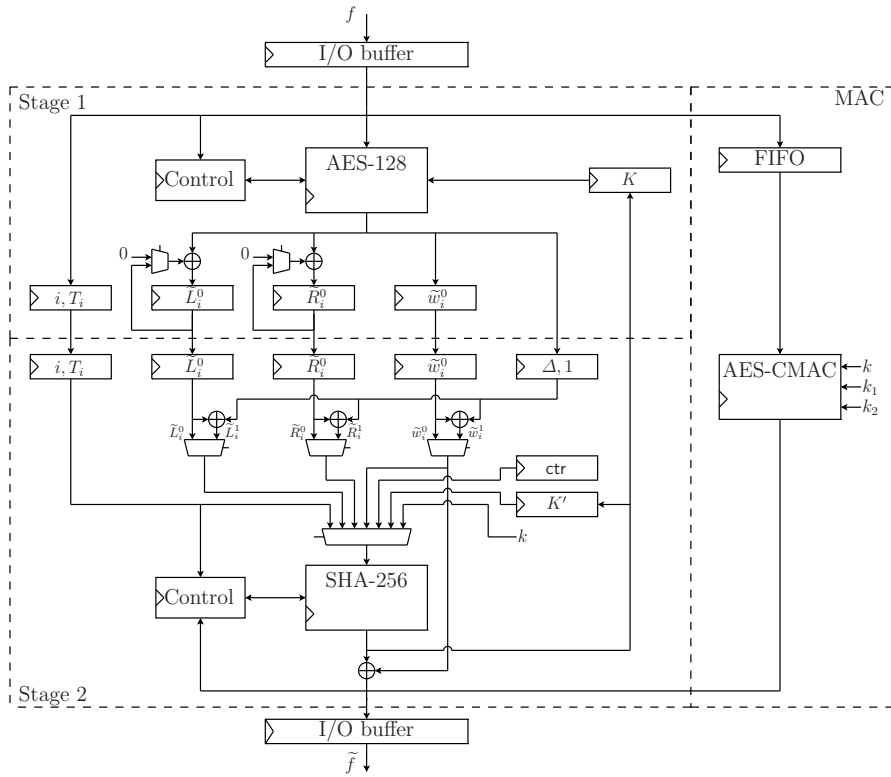 f
I/O buffer
Stage 1
MAC
AES-128
Control
K
FIFO
0
0
i, T_i
L̃_i^0
R̃_i^0
w̃_i^0
i, T_i
L̃_i^0
R̃_i^0
w̃_i^0
Δ, 1
AES-CMAC
k
k_1
k_2
L̃_i^0
L̃_i^1
R̃_i^0
R̃_i^1
w̃_i^0
w̃_i^1
ctr
K′
k
SHA-256
Control
Stage 2
I/O buffer
f̃